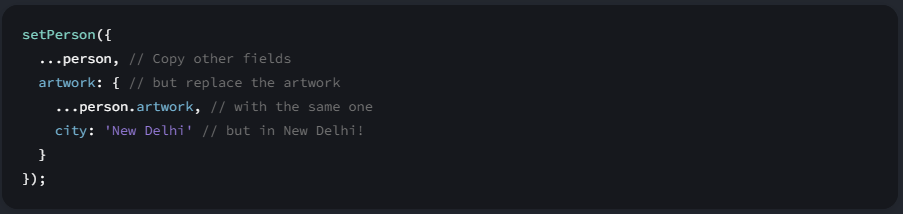 setPerson({
  ...person, // Copy other fields
  artwork: { // but replace the artwork
    ...person.artwork, // with the same one
    city: 'New Delhi' // but in New Delhi!
  }
});